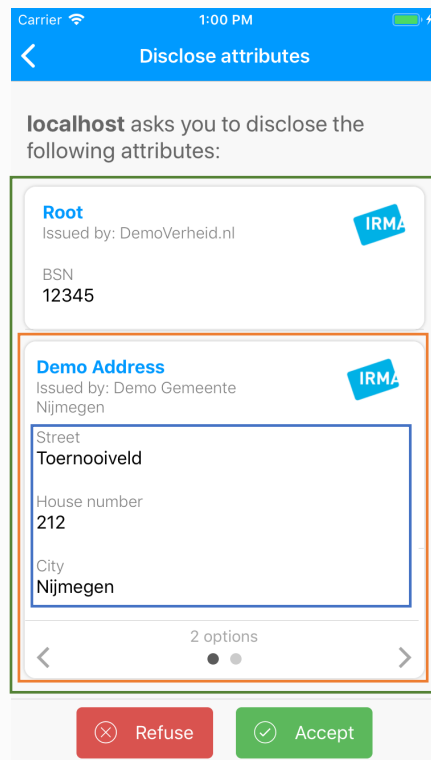 Carrier 1:00 PM
Disclose attributes
localhost asks you to disclose the
following attributes:
Root
Issued by: DemoVerheid.nl
IRMA
BSN
12345
Demo Address
Issued by: Demo Gemeente
Nijmegen
IRMA
Street
Toernooiveld
House number
212
City
Nijmegen
2 options
Refuse
Accept